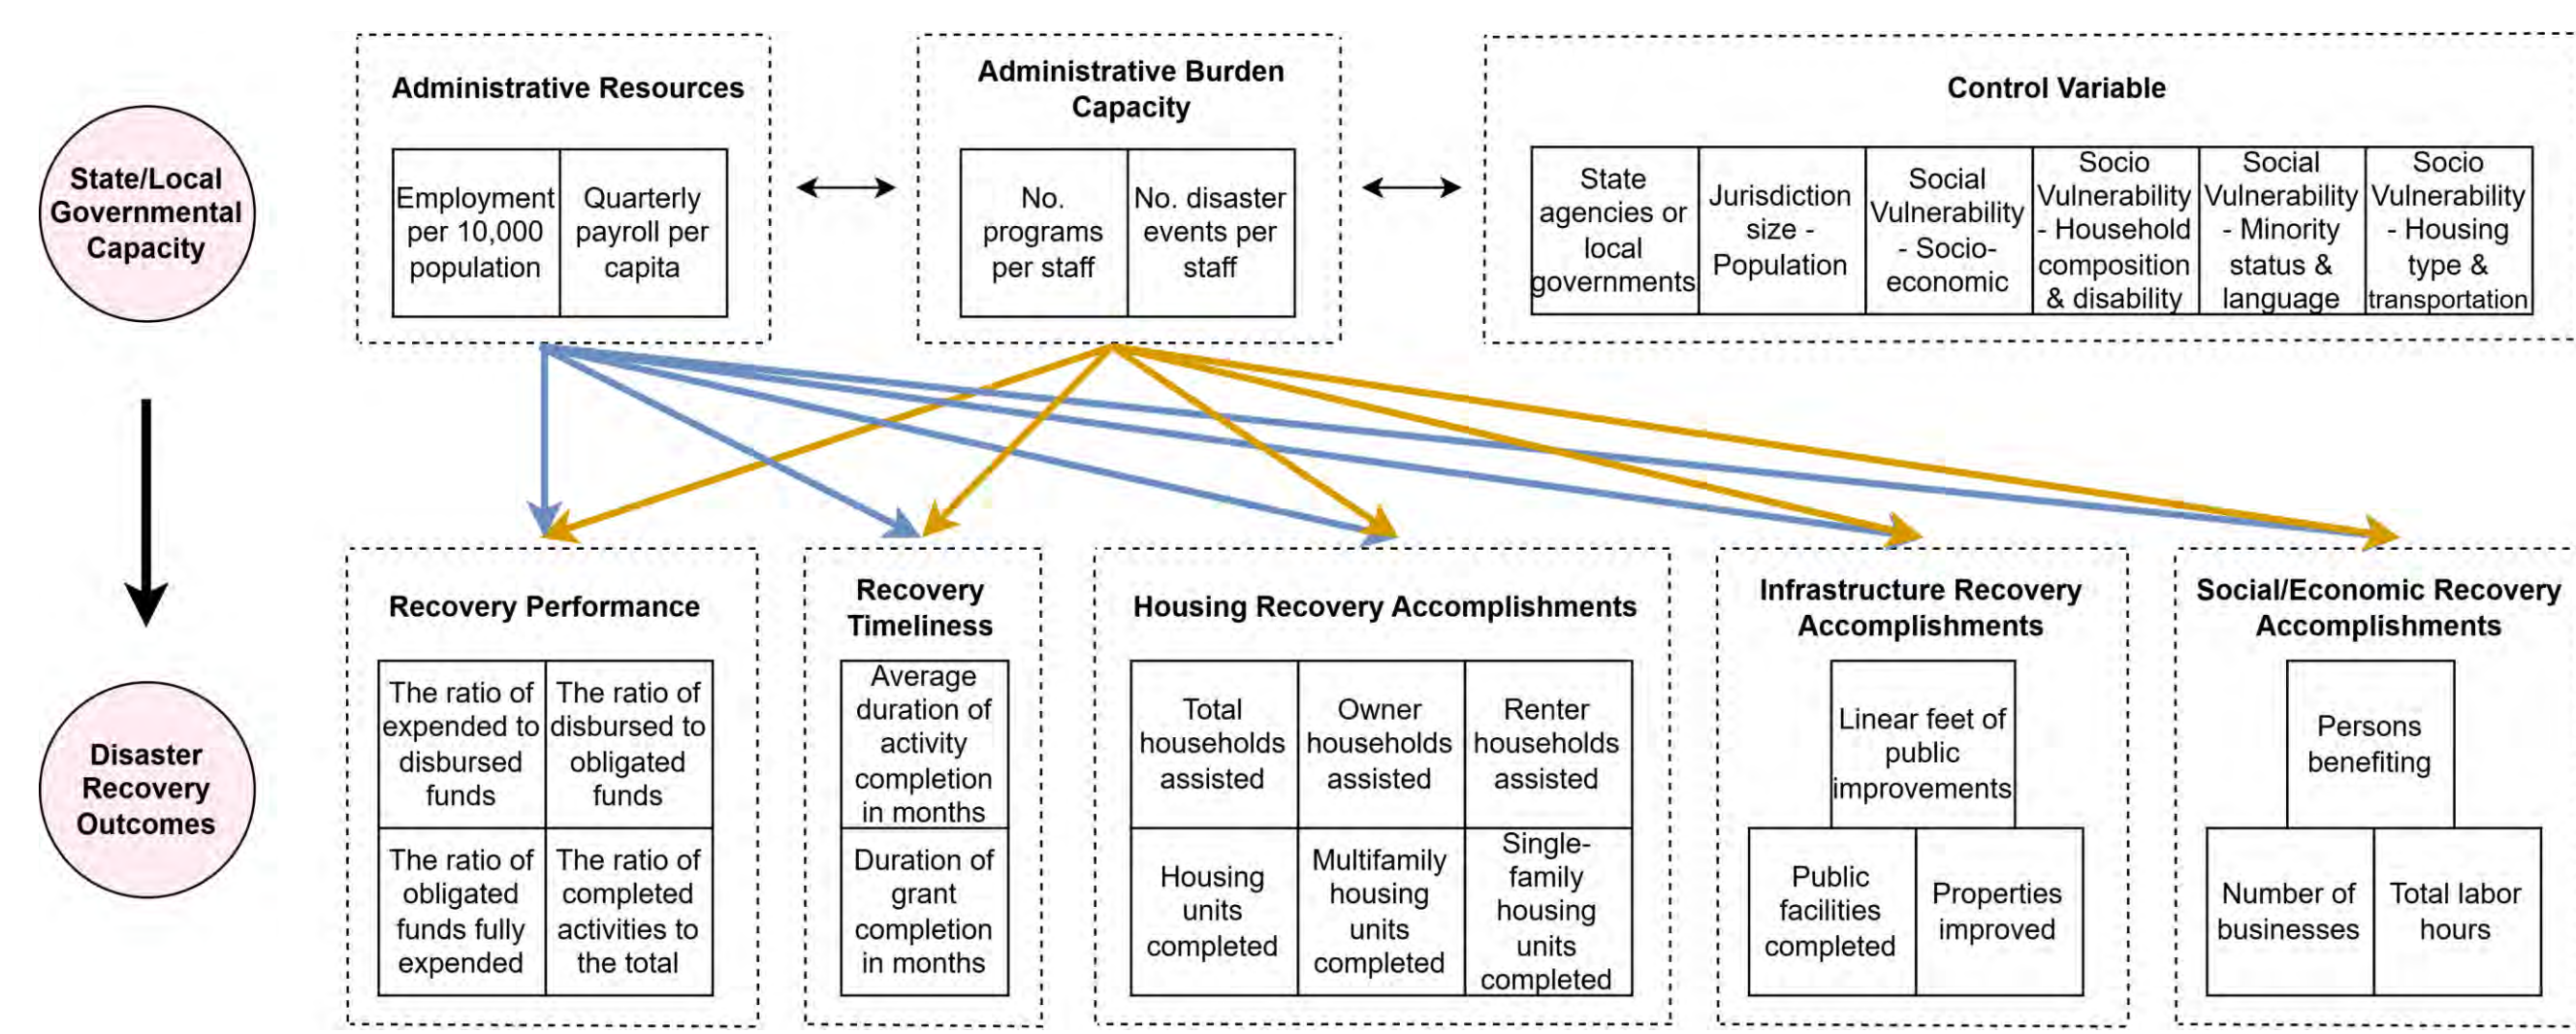 State/Local
Governmental
Capacity
Administrative Resources
Employment
per 10,000
population
Quarterly
payroll per
capita
Administrative Burden
Capacity
No.
programs
per staff
No. disaster
events per
staff
Control Variable
State
agencies or
local
governments
Jurisdiction
size -
Population
Social
Vulnerability
- Socio-
economic
Socio
Vulnerability
- Household
composition
& disability
Social
Vulnerability
- Minority
status &
language
Socio
Vulnerability
- Housing
type &
transportation
Disaster
Recovery
Outcomes
Recovery Performance
The ratio of
expended to
disbursed
funds
The ratio of
disbursed to
obligated
funds
The ratio of
obligated
funds fully
expended
The ratio of
completed
activities to
the total
Recovery
Timeliness
Average
duration of
activity
completion
in months
Duration of
grant
completion
in months
Housing Recovery Accomplishments
Total
households
assisted
Owner
households
assisted
Renter
households
assisted
Housing
units
completed
Multifamily
housing
units
completed
Single-
family
housing
units
completed
Infrastructure Recovery
Accomplishments
Linear feet of
public
improvements
Public
facilities
completed
Properties
improved
Social/Economic Recovery
Accomplishments
Persons
benefiting
Number of
businesses
Total labor
hours